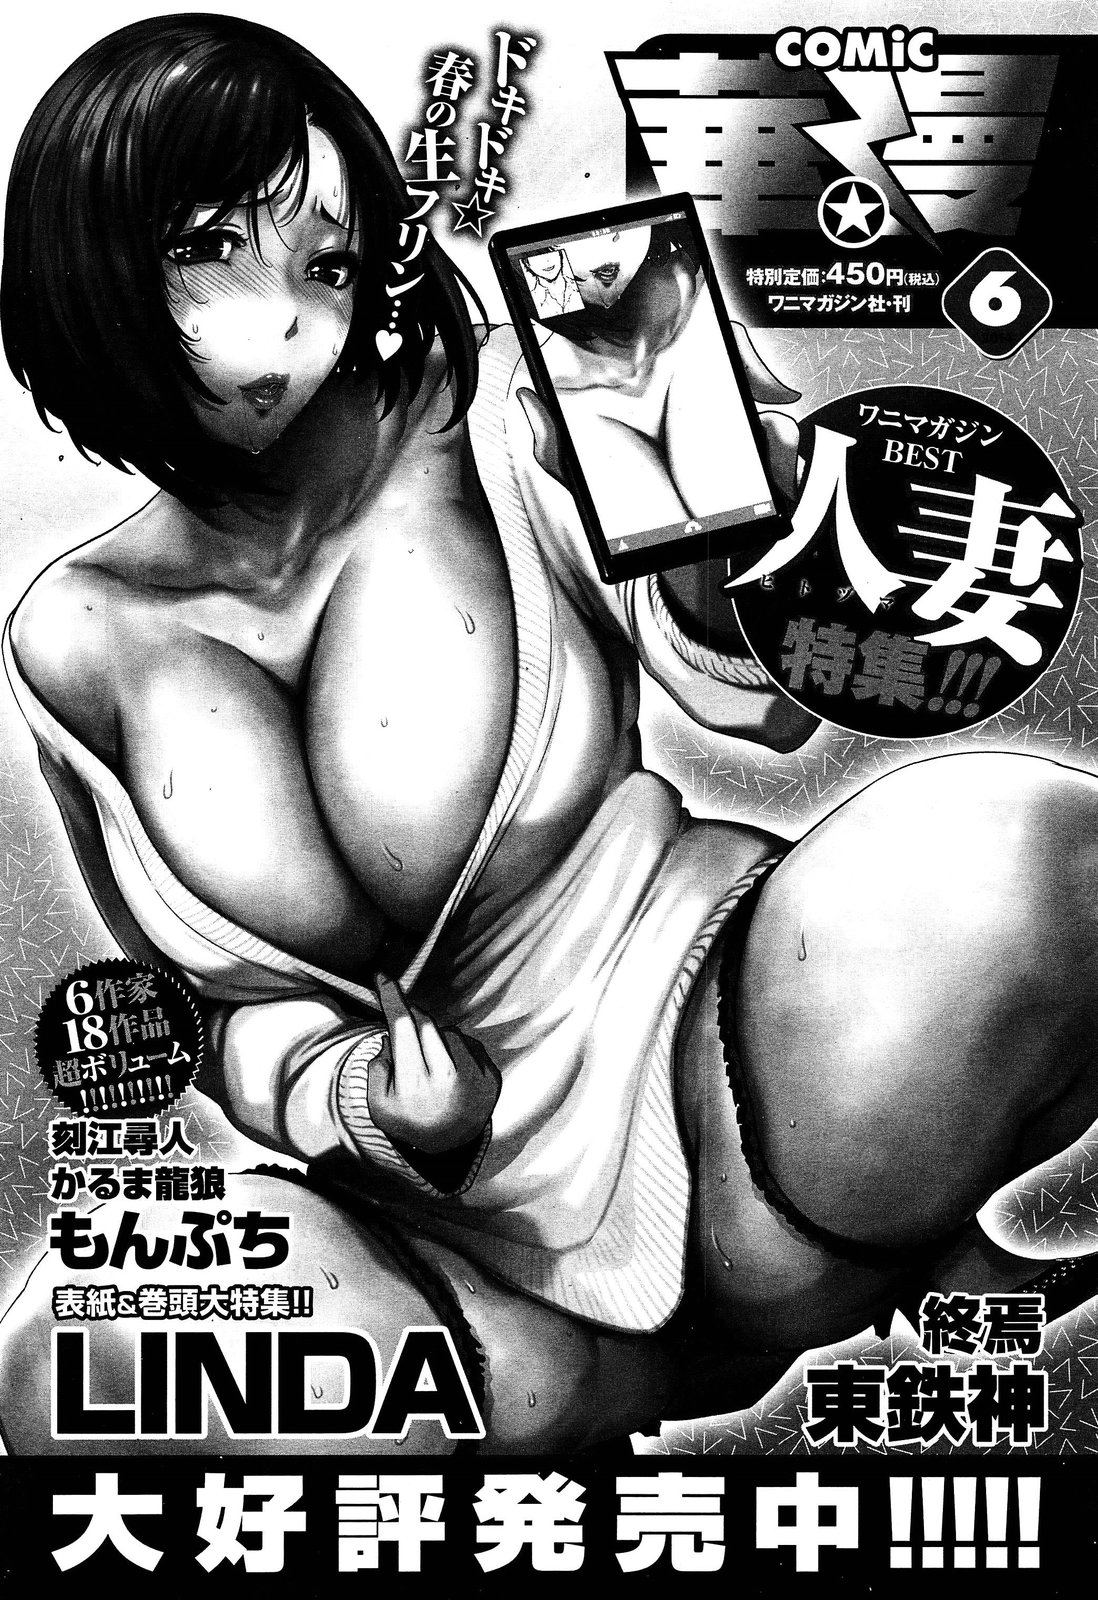 COMiC
華漫
特別定価:450円(税込)
ワニマガジン社・刊
6
ドキドキ☆
春の生フリン…♥
ワニマガジン
BEST
人妻
ヒトヅマ
特集!!!
6作家
18作品
超ボリューム
!!!!!!!!!
刻江尋人
かるま龍狼
もんぷち
表紙&巻頭大特集!!
LINDA
終焉
東鉄神
大好評発売中!!!!!